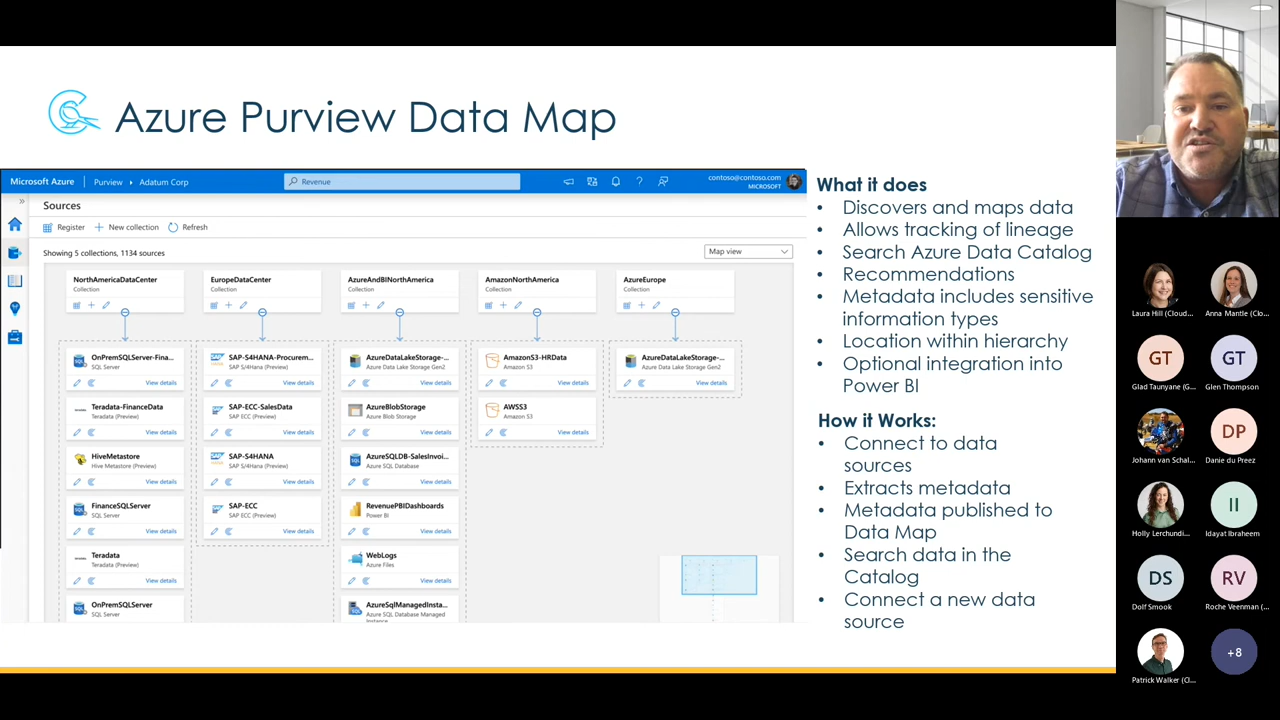 Azure Purview Data Map
Microsoft Azure
Purview
Adatum Corp
Revenue
contoso@contoso.com
MICROSOFT
Sources
Register
New collection
Refresh
Showing 5 collections, 1134 sources
Map view
NorthAmericaDataCenter
Collection
EuropeDataCenter
Collection
AzureAndBINorthAmerica
Collection
AmazonNorthAmerica
Collection
AzureEurope
Collection
OnPremSQLServer-Fina...
SQL Server
View details
SAP-S4HANA-Procurem...
SAP S/4Hana (Preview)
View details
AzureDataLakeStorage-...
Azure Data Lake Storage Gen2
View details
AmazonS3-HRData
Amazon S3
View details
AzureDataLakeStorage-...
Azure Data Lake Storage Gen2
View details
Teradata-FinanceData
Teradata (Preview)
View details
SAP-ECC-SalesData
SAP ECC (Preview)
View details
AzureBlobStorage
Azure Blob Storage
View details
AWSS3
Amazon S3
View details
HiveMetastore
Hive Metastore (Preview)
View details
SAP-S4HANA
SAP S/4Hana (Preview)
View details
AzureSQLDB-SalesInvoi...
Azure SQL Database
View details
FinanceSQLServer
SQL Server
View details
SAP-ECC
SAP ECC (Preview)
View details
RevenuePBIDashboards
Power BI
View details
Teradata
Teradata (Preview)
View details
WebLogs
Azure Files
View details
OnPremSQLServer
SQL Server
AzureSqlManagedInsta...
Azure SQL Database Managed
Instance
What it does
• Discovers and maps data
• Allows tracking of lineage
• Search Azure Data Catalog
• Recommendations
• Metadata includes sensitive
information types
• Location within hierarchy
• Optional integration into
Power BI
How it Works:
• Connect to data
sources
• Extracts metadata
• Metadata published to
Data Map
• Search data in the
Catalog
• Connect a new data
source
Laura Hill (Cloud...
Anna Mantle (Clo...
GT
GT
Glad Taunyane (G...
Glen Thompson
DP
Johann van Schal...
Danie du Preez
II
Holly Lerchundi...
Idayat Ibraheem
DS
RV
Dolf Smook
Roche Veenman (...
+8
Patrick Walker (Cl...